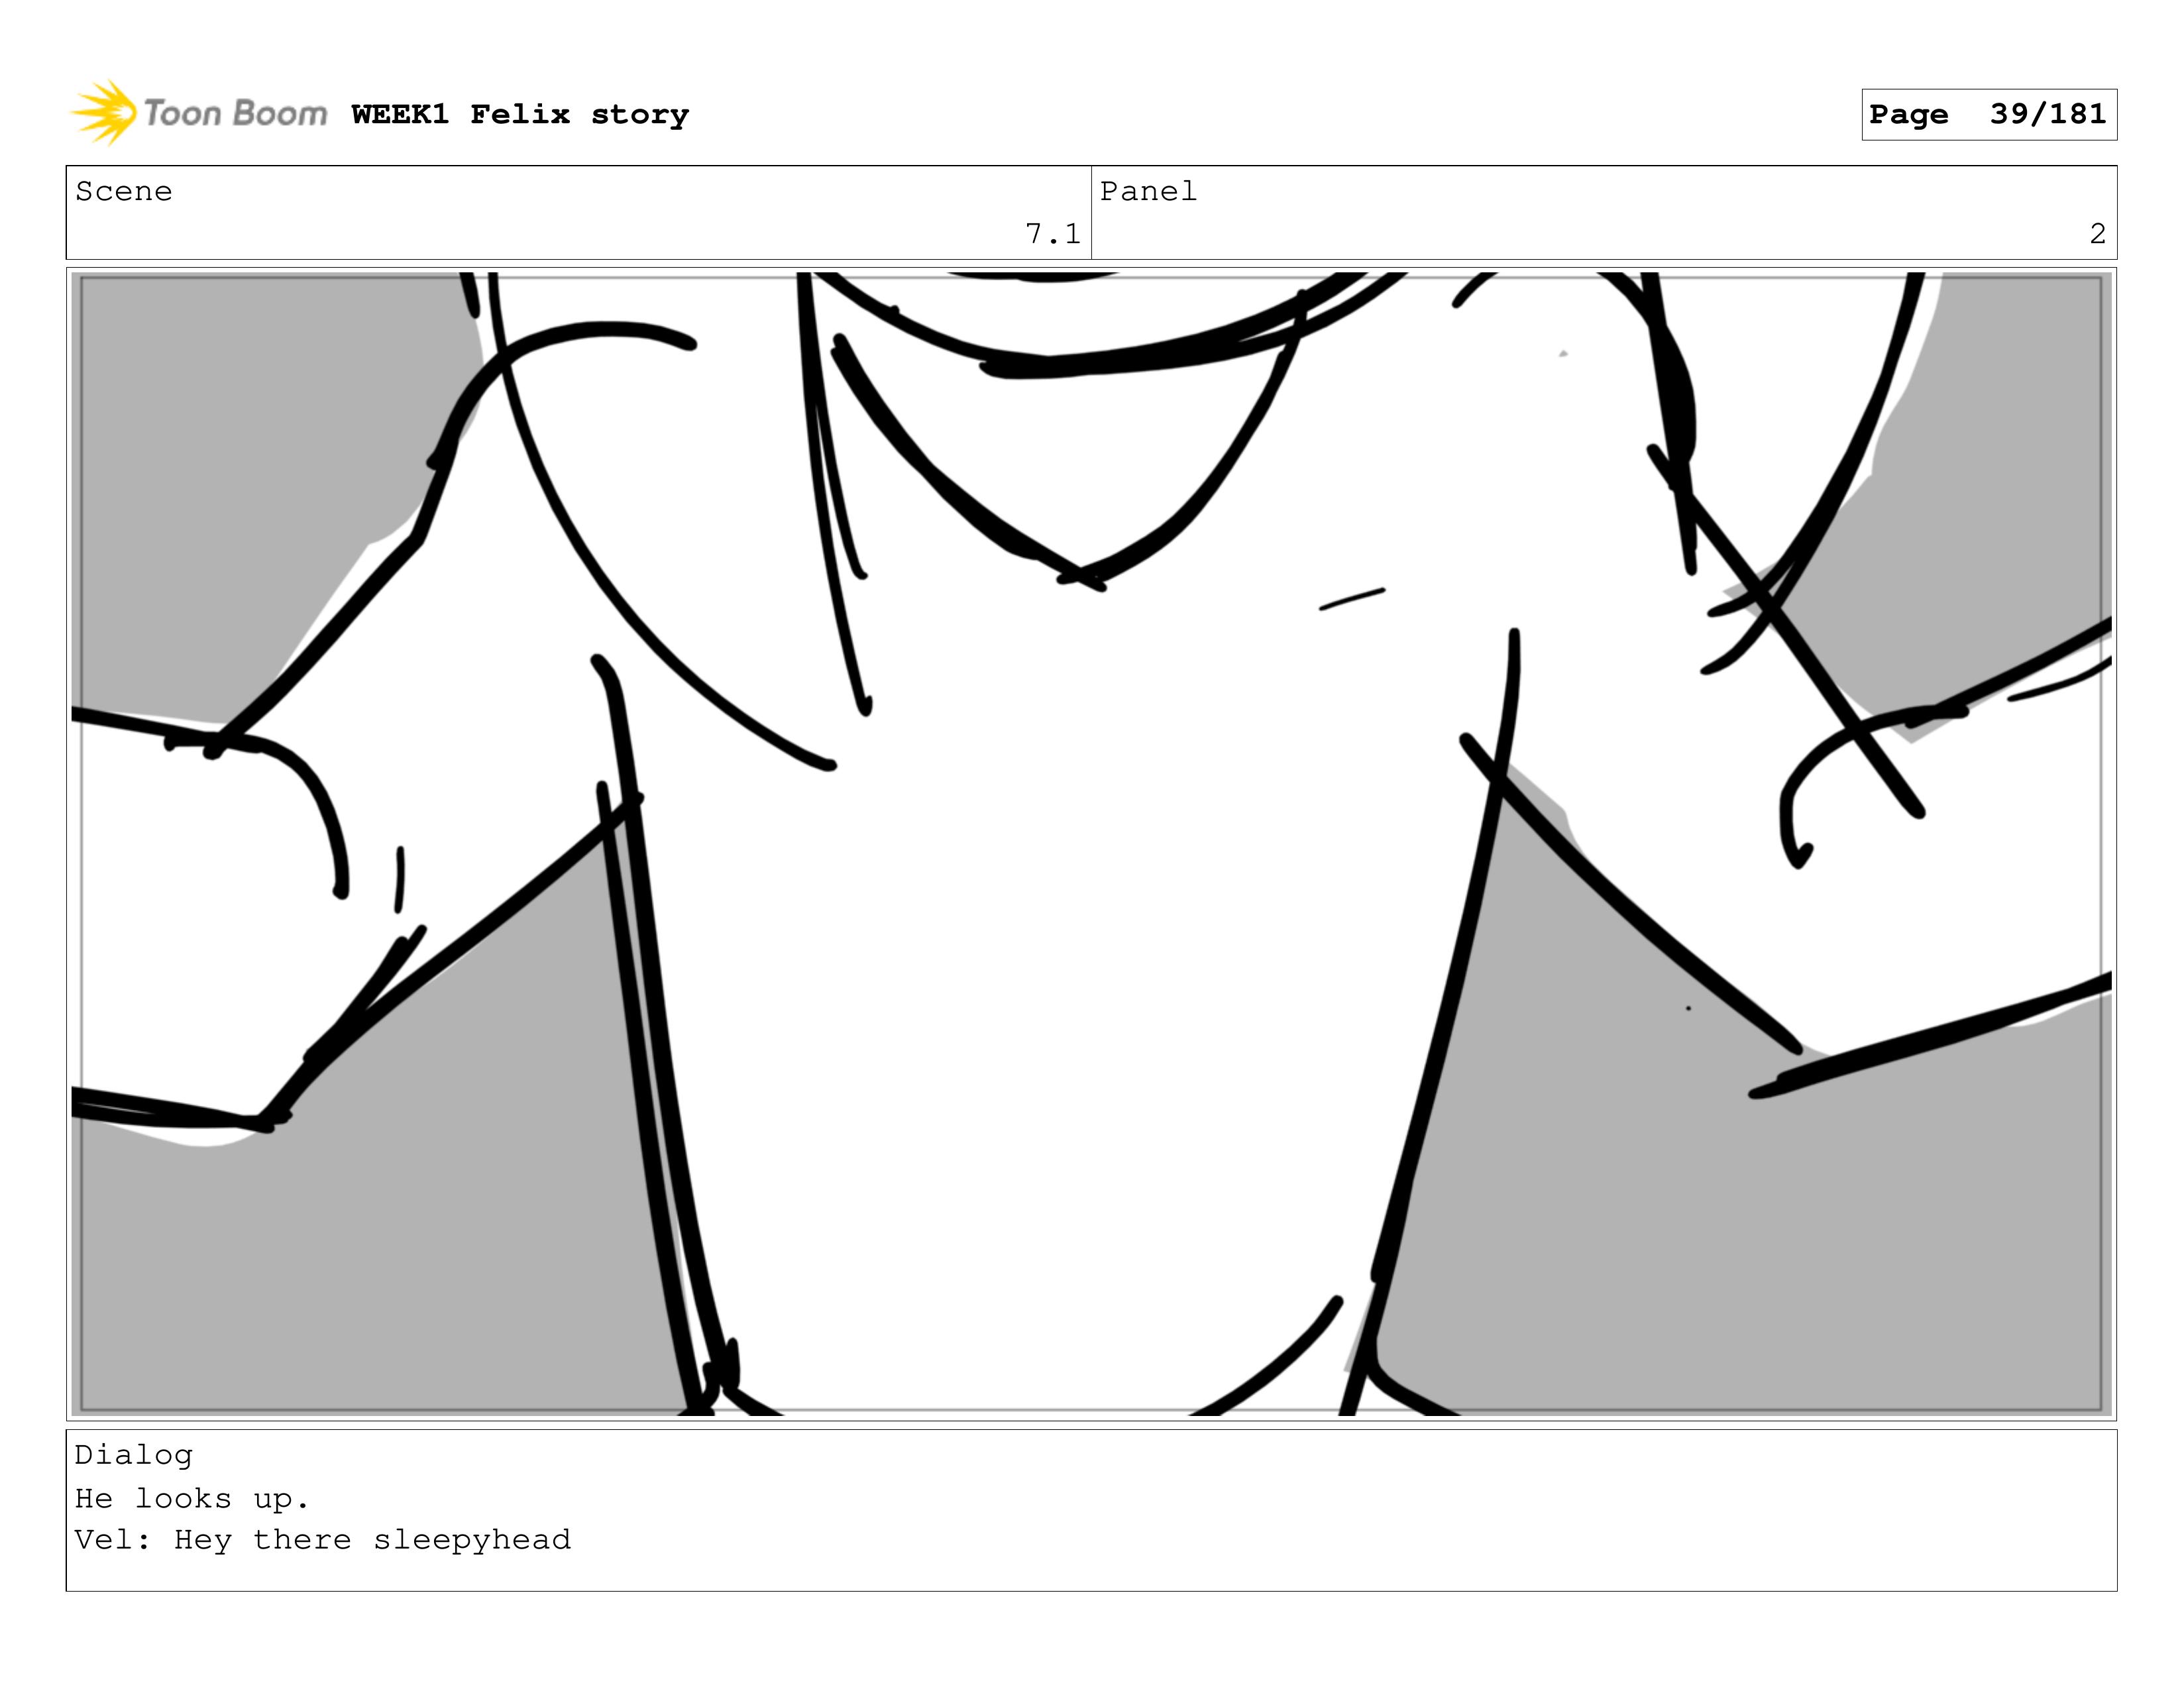 Toon Boom WEEK1 Felix story
Page 39/181
Scene
7.1
Panel
2
Dialog
He looks up.
Vel: Hey there sleepyhead